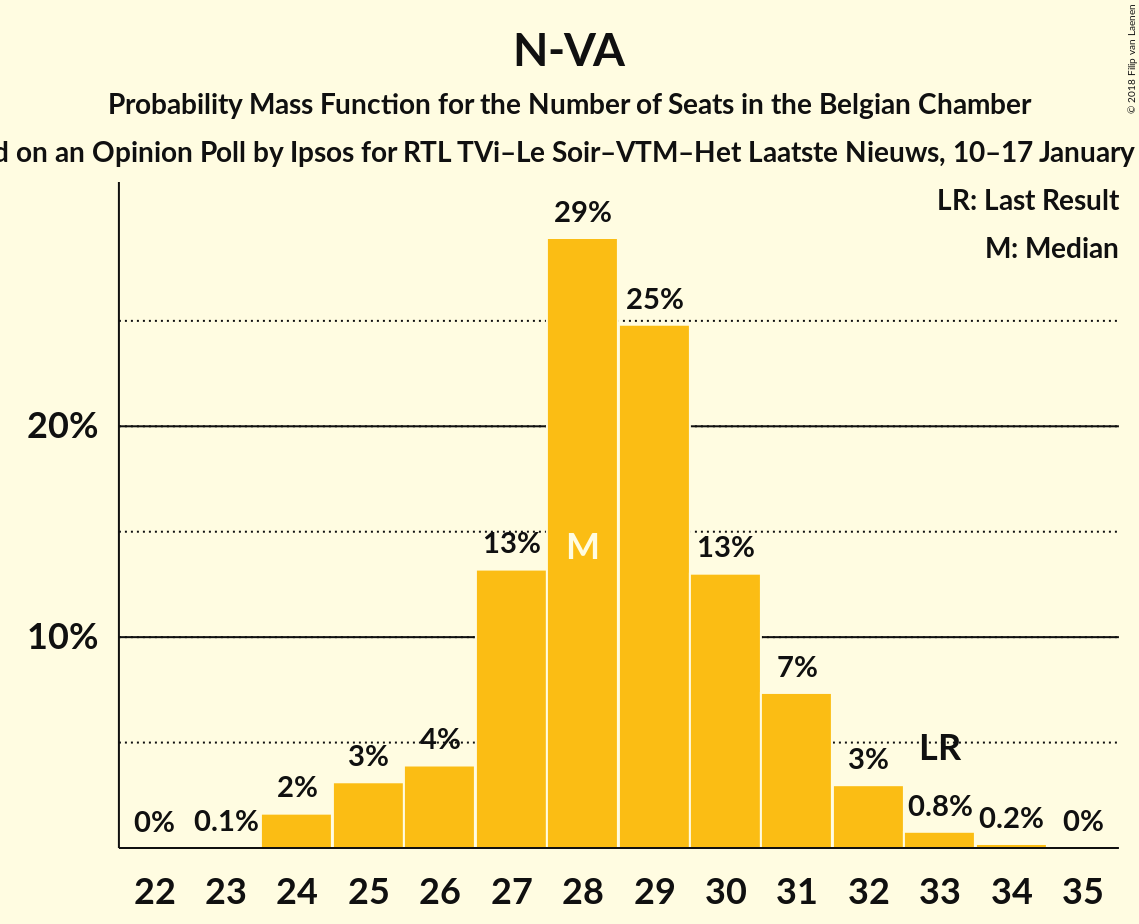 © 2018 Filip van Laenen
N-VA
Probability Mass Function for the Number of Seats in the Belgian Chamber
on an Opinion Poll by Ipsos for RTL TVi–Le Soir–VTM–Het Laatste Nieuws, 10–17 January
LR: Last Result
M: Median
29%
25%
20%
13%
M
13%
10%
7%
4%
3%
3%
LR
2%
0%
0.1%
0.8%
0.2%
0%
22 23 24 25 26 27 28 29 30 31 32 33 34 35